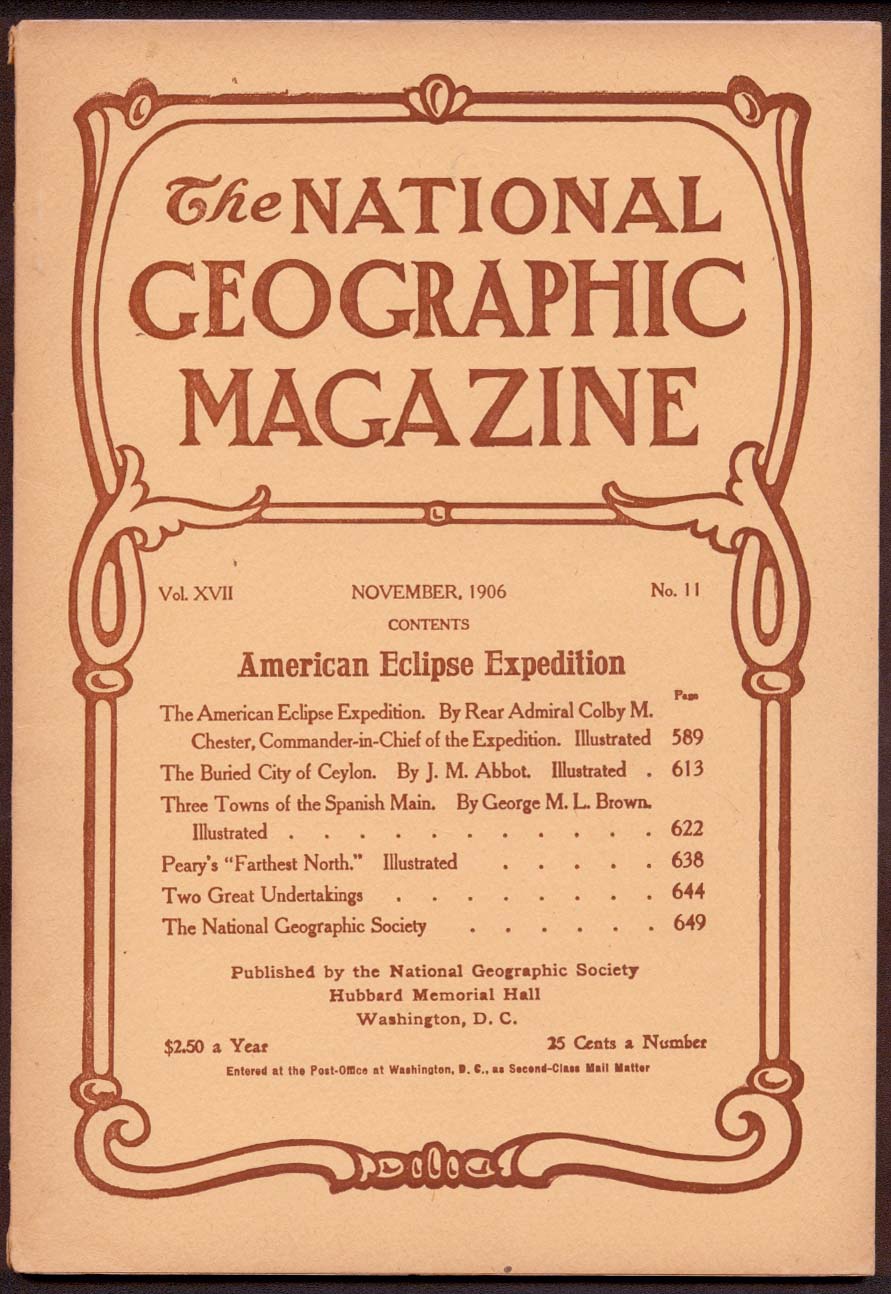 The NATIONAL
GEOGRAPHIC
MAGAZINE
Vol. XVII NOVEMBER, 1906 No. 11
CONTENTS
American Eclipse Expedition
Page
The American Eclipse Expedition. By Rear Admiral Colby M.
Chester, Commander-in-Chief of the Expedition. Illustrated 589
The Buried City of Ceylon. By J. M. Abbot. Illustrated . 613
Three Towns of the Spanish Main. By George M. L. Brown.
Illustrated . . . . . . . . . . . 622
Peary's "Farthest North." Illustrated . . . . . 638
Two Great Undertakings . . . . . . . . 644
The National Geographic Society . . . . . . 649
Published by the National Geographic Society
Hubbard Memorial Hall
Washington, D. C.
$2.50 a Year 25 Cents a Number
Entered at the Post-Office at Washington, D. C., as Second-Class Mail Matter